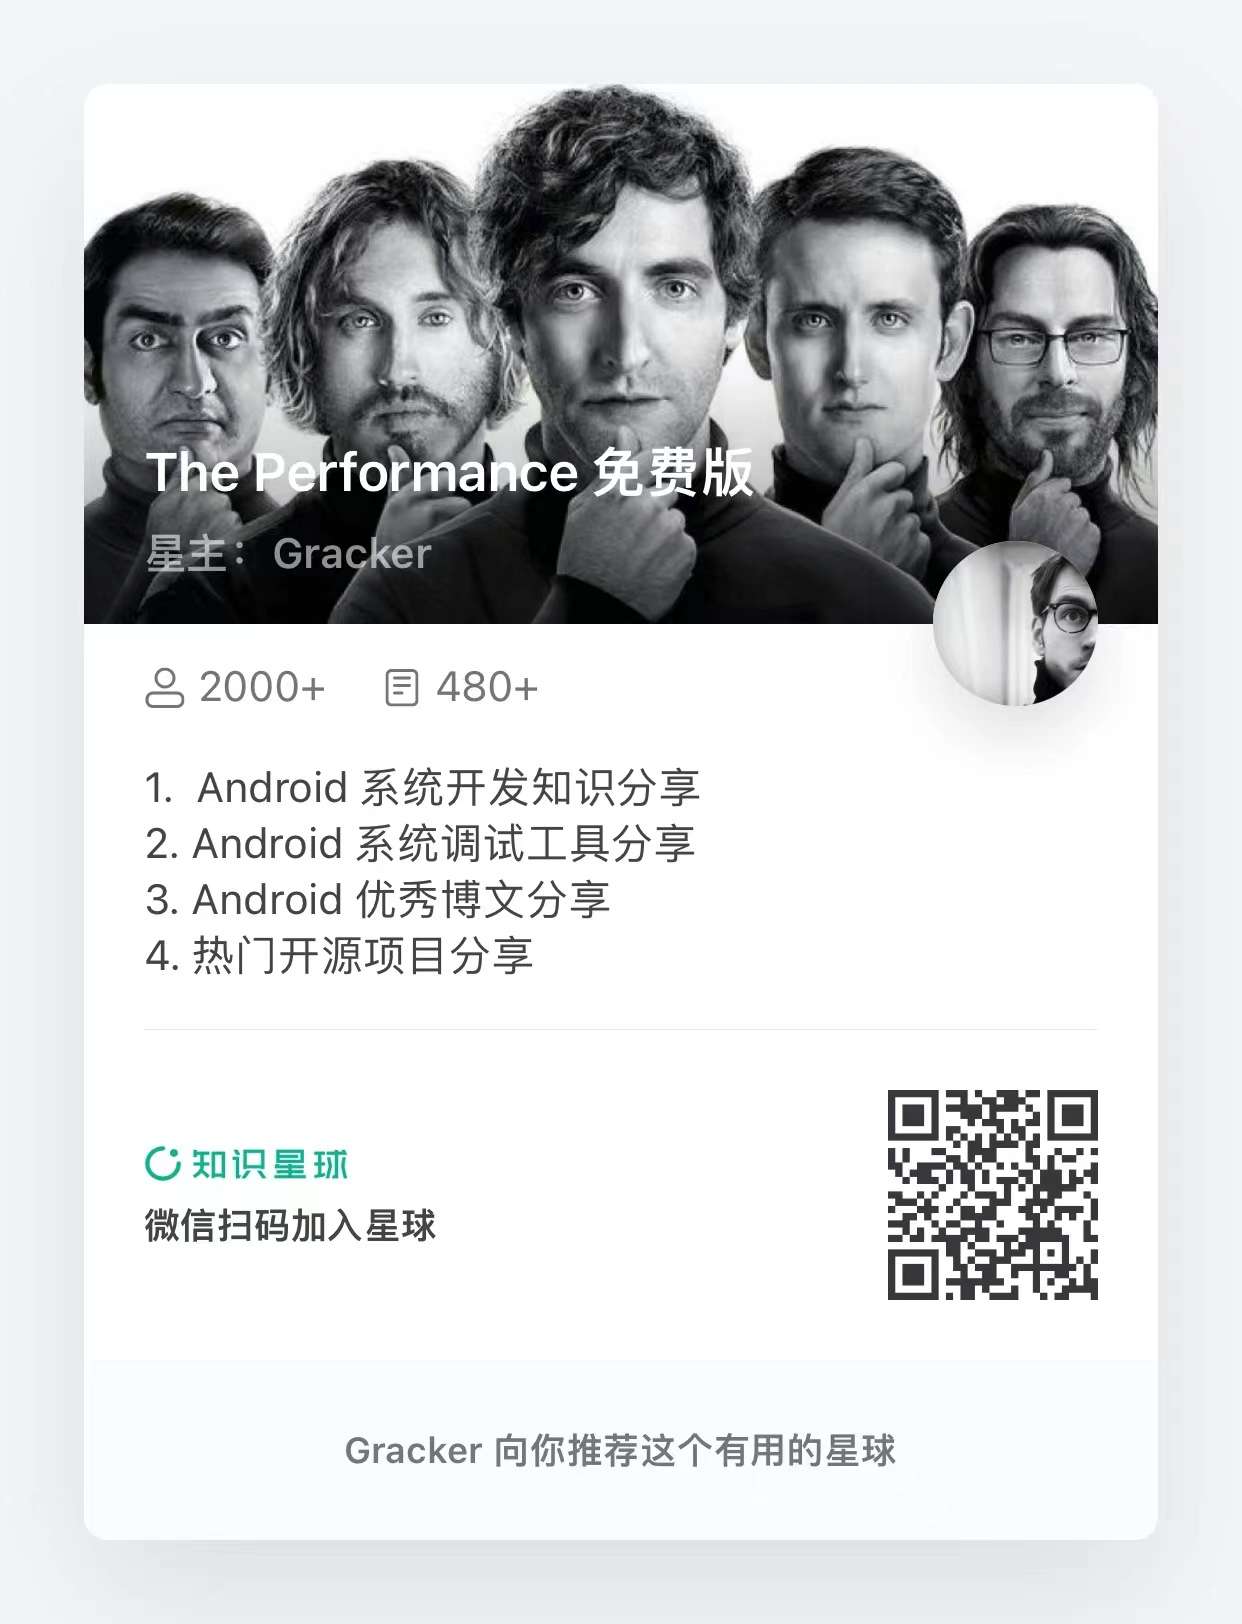 The Performance 免费版
星主：Gracker
2000+ 480+
1. Android 系统开发知识分享
2. Android 系统调试工具分享
3. Android 优秀博文分享
4. 热门开源项目分享
知识星球
微信扫码加入星球
Gracker 向你推荐这个有用的星球